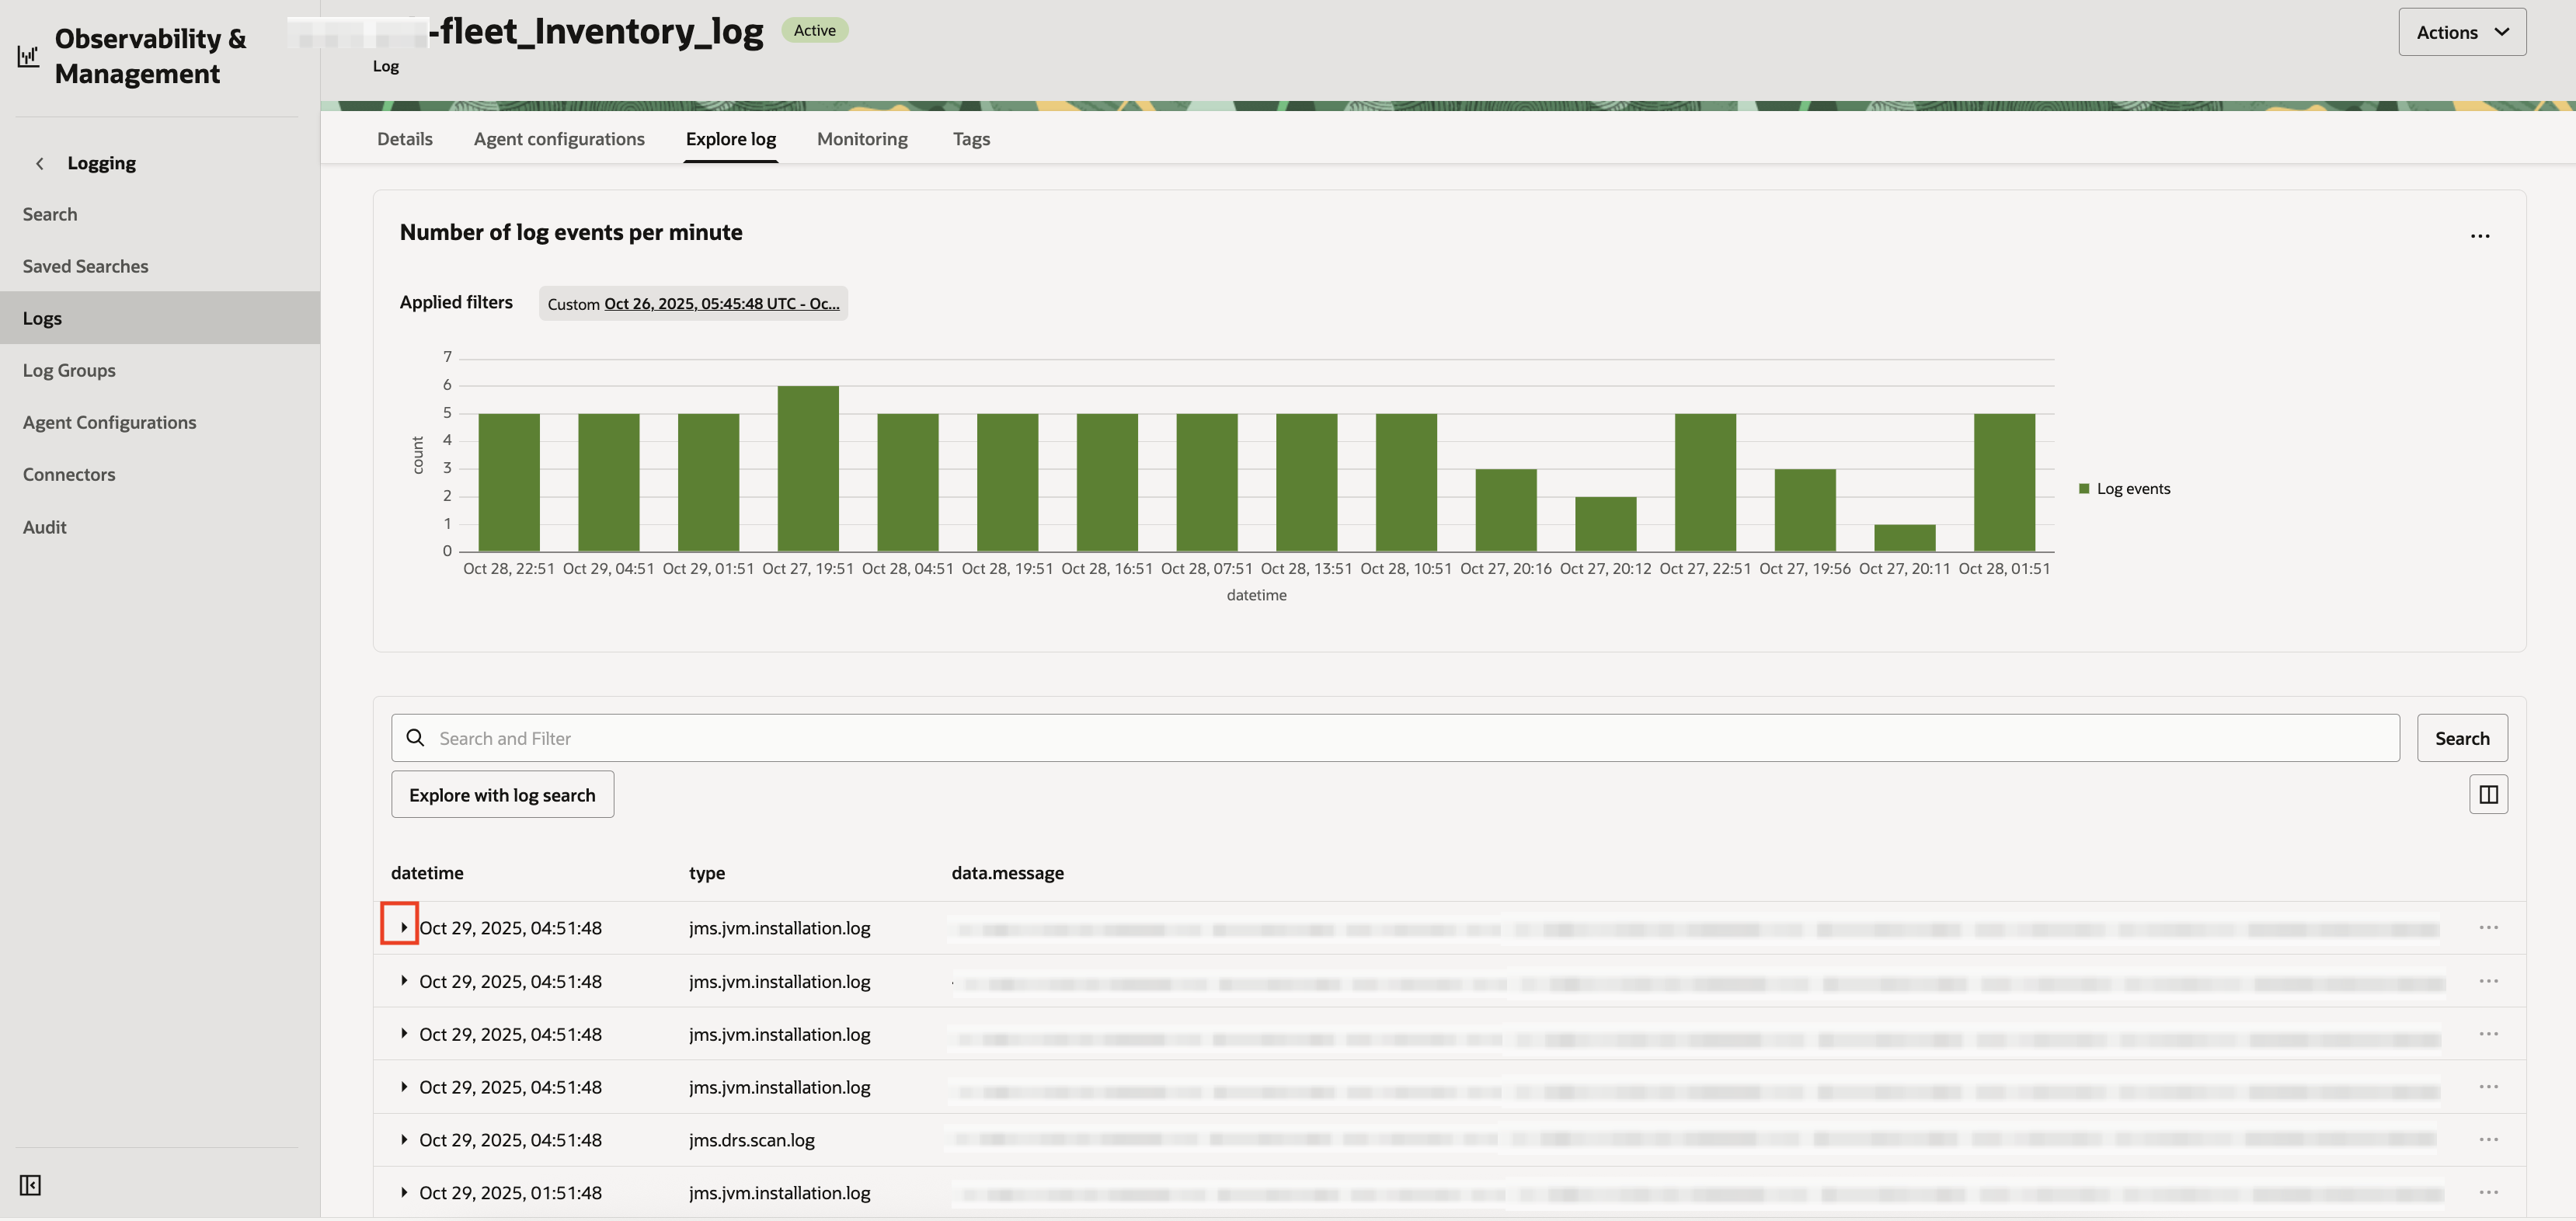 Observability &
Management
-fleet_Inventory_log
Active
Log
Actions
Details
Agent configurations
Explore log
Monitoring
Tags
Logging
Search
Saved Searches
Logs
Log Groups
Agent Configurations
Connectors
Audit
Number of log events per minute
...
Applied filters
Custom Oct 26, 2025, 05:45:48 UTC - Oc...
7
6
5
4
3
2
1
0
count
Oct 28, 22:51 Oct 29, 04:51 Oct 29, 01:51 Oct 27, 19:51 Oct 28, 04:51 Oct 28, 19:51 Oct 28, 16:51 Oct 28, 07:51 Oct 28, 13:51 Oct 28, 10:51 Oct 27, 20:16 Oct 27, 20:12 Oct 27, 22:51 Oct 27, 19:56 Oct 27, 20:11 Oct 28, 01:51
datetime
Log events
Search and Filter
Search
Explore with log search
datetime type data.message
Oct 29, 2025, 04:51:48 jms.jvm.installation.log
Oct 29, 2025, 04:51:48 jms.jvm.installation.log
Oct 29, 2025, 04:51:48 jms.jvm.installation.log
Oct 29, 2025, 04:51:48 jms.jvm.installation.log
Oct 29, 2025, 04:51:48 jms.drs.scan.log
Oct 29, 2025, 01:51:48 jms.jvm.installation.log